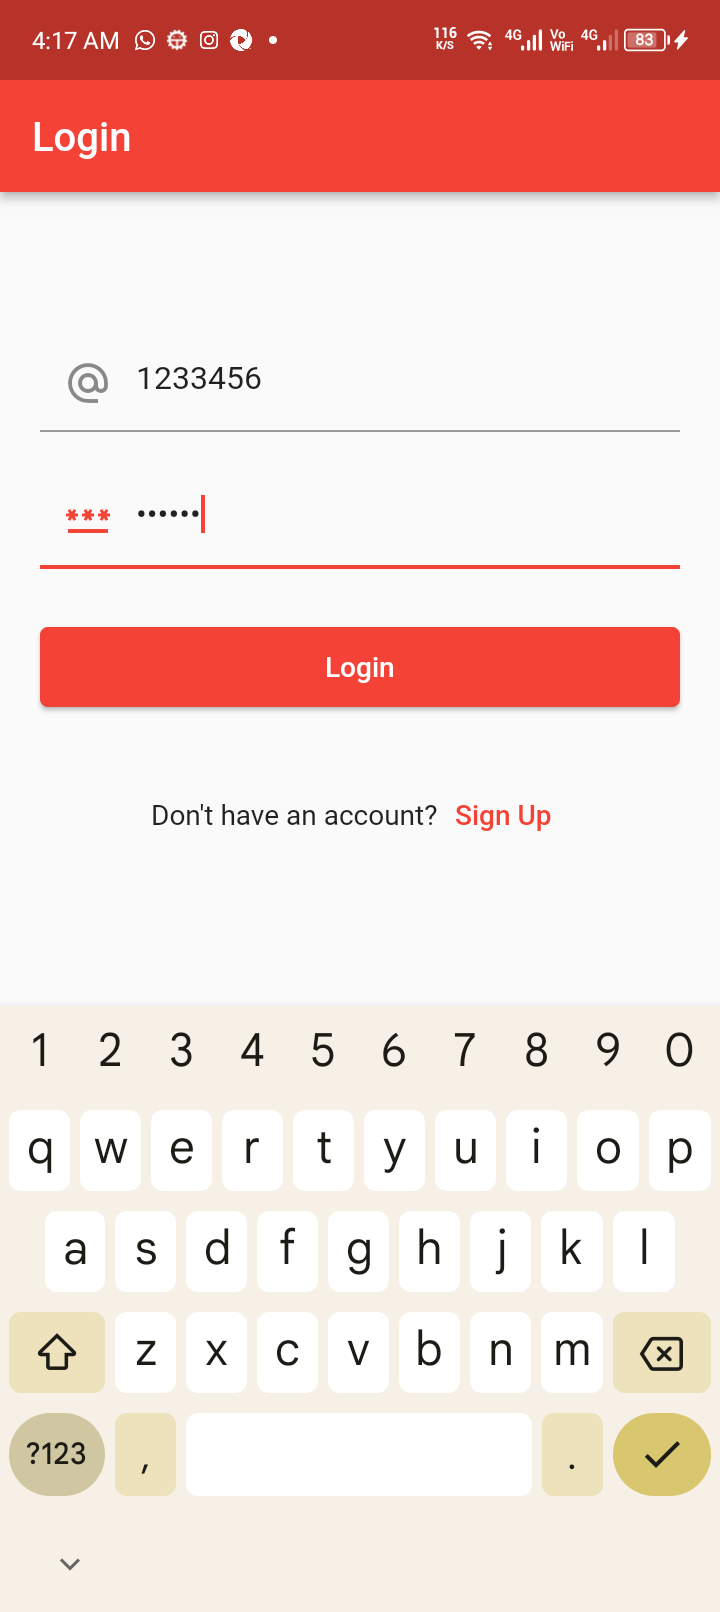 4:17 AM 116 K/S 4G Vo WiFi 4G 83
Login
1233456
*** ••••••
Login
Don't have an account? Sign Up
1 2 3 4 5 6 7 8 9 0
q w e r t y u i o p
a s d f g h j k l
z x c v b n m
?123 , .